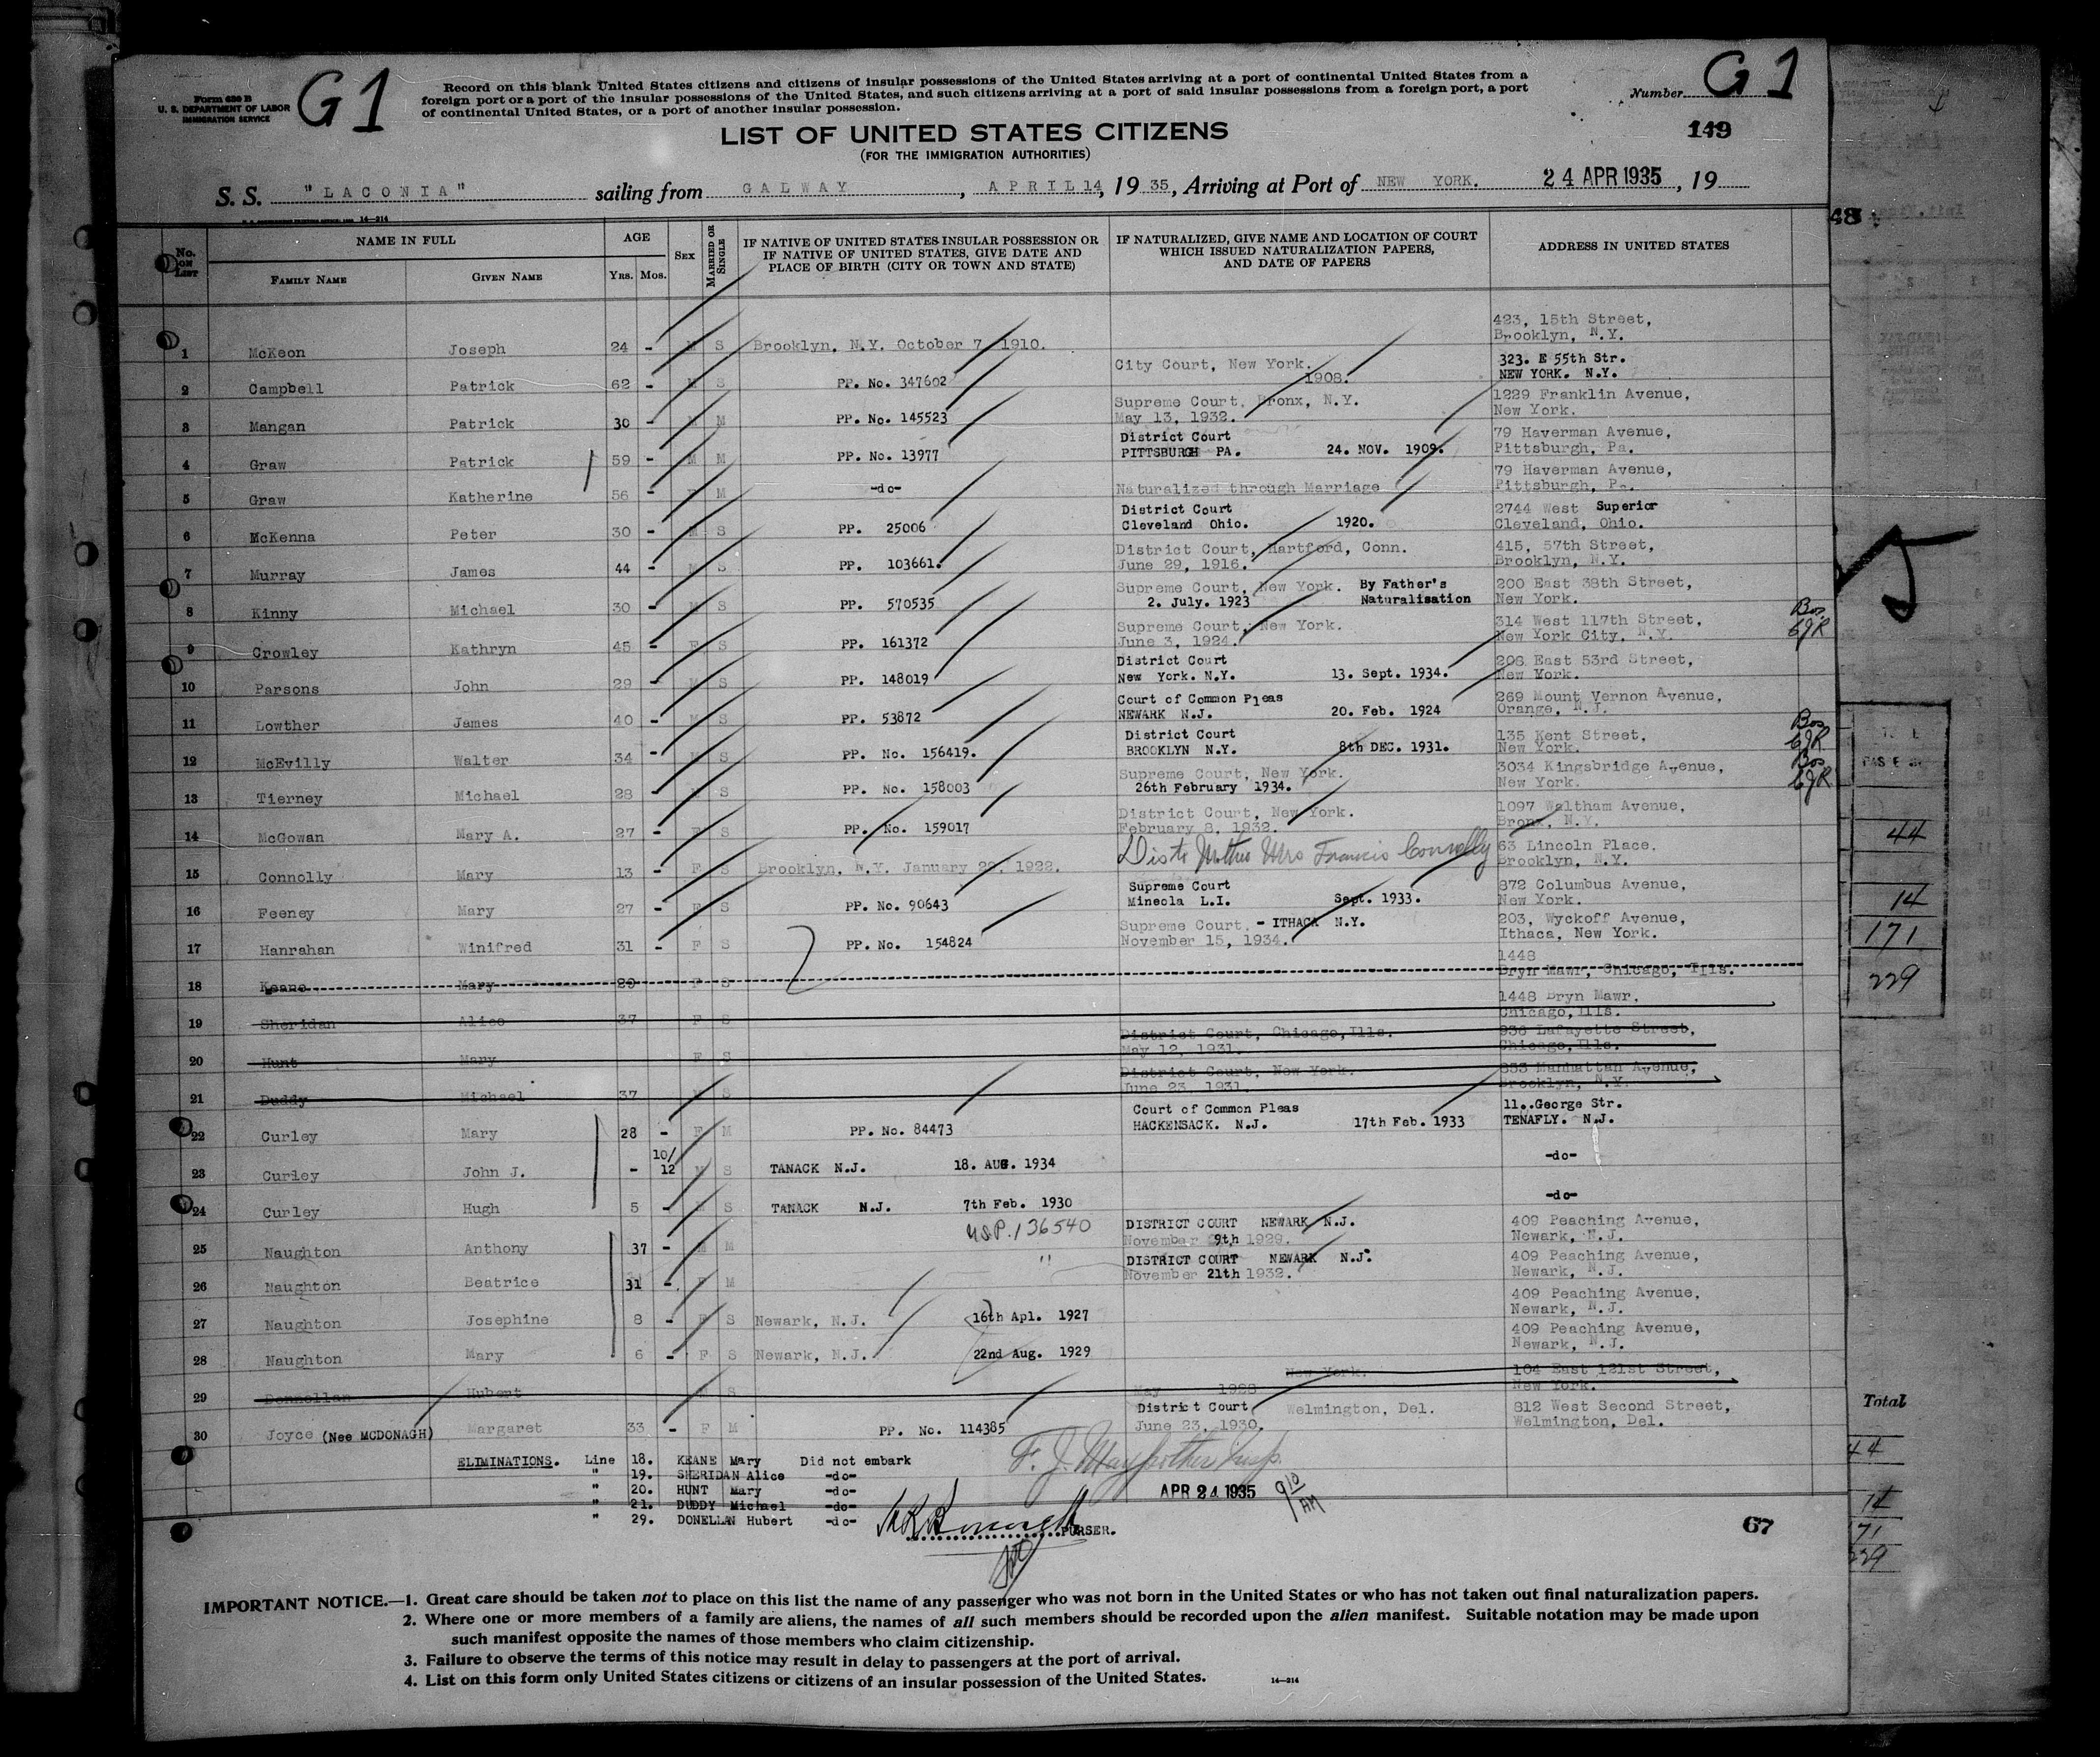 Form 630 B
U. S. DEPARTMENT OF LABOR
IMMIGRATION SERVICE
G1
Record on this blank United States citizens and citizens of insular possessions of the United States arriving at a port of continental United States from a
foreign port or a port of the insular possessions of the United States, and such citizens arriving at a port of said insular possessions from a foreign port, a port
of continental United States, or a port of another insular possession.
Number G1
149
LIST OF UNITED STATES CITIZENS
(FOR THE IMMIGRATION AUTHORITIES)
S. S. "LACONIA" sailing from GALWAY, APRIL 14, 19 35, Arriving at Port of NEW YORK. 24 APR 1935, 19
14—214
No. on List
NAME IN FULL
Family Name Given Name
AGE
Yrs. Mos.
Sex
Married or Single
IF NATIVE OF UNITED STATES INSULAR POSSESSION OR
IF NATIVE OF UNITED STATES, GIVE DATE AND
PLACE OF BIRTH (CITY OR TOWN AND STATE)
IF NATURALIZED, GIVE NAME AND LOCATION OF COURT
WHICH ISSUED NATURALIZATION PAPERS,
AND DATE OF PAPERS
ADDRESS IN UNITED STATES
423, 15th Street,
1 McKeon Joseph 24 - M S Brooklyn, N.Y. October 7, 1910. Brooklyn, N.Y.
City Court, New York. 323. E 55th Str.
2 Campbell Patrick 62 - M S PP. No. 347602 1908. NEW YORK. N.Y.
Supreme Court, Bronx, N.Y. 1229 Franklin Avenue,
3 Mangan Patrick 30 - M M PP. No. 145523 May 13, 1932. New York.
District Court 79 Haverman Avenue,
4 Graw Patrick 59 - M M PP. No. 13977 PITTSBURGH PA. 24. NOV. 1909. Pittsburgh, Pa.
79 Haverman Avenue,
5 Graw Katherine 56 - F M -do- Naturalized through Marriage Pittsburgh, Pa.
District Court 2744 West Superior
6 McKenna Peter 30 - M S PP. 25006 Cleveland Ohio. 1920. Cleveland, Ohio.
District Court, Hartford, Conn. 415, 57th Street,
7 Murray James 44 - M S PP. 103661. June 29, 1916. Brooklyn, N.Y.
Supreme Court, New York. By Father's 200 East 38th Street,
8 Kinny Michael 30 - M S PP. 570535 2. July. 1923 Naturalisation New York.
Supreme Court, New York. 314 West 117th Street,
9 Crowley Kathryn 45 - F S PP. 161372 June 3, 1924. New York City, N.Y.
District Court 208 East 53rd Street,
10 Parsons John 29 - M S PP. 148019 New York. N.Y. 13. Sept. 1934. New York.
Court of Common Pleas 269 Mount Vernon Avenue,
11 Lowther James 40 - M S PP. 53872 NEWARK N.J. 20. Feb. 1924 Orange, N.J.
District Court 135 Kent Street,
12 McEvilly Walter 34 - M S PP. No. 156419. BROOKLYN N.Y. 8th DEC. 1931. New York.
Supreme Court, New York. 3034 Kingsbridge Avenue,
13 Tierney Michael 28 - M S PP. No. 158003 26th February 1934. New York.
District Court, New York. 1097 Waltham Avenue,
14 McGowan Mary A. 27 - F S PP. No. 159017 February 8, 1932. Bronx, N.Y.
Mrs Francis Connolly 63 Lincoln Place,
15 Connolly Mary 13 - F S Brooklyn, N.Y. January 29, 1922. Brooklyn, N.Y.
Supreme Court 872 Columbus Avenue,
16 Feeney Mary 27 - F S PP. No. 90643 Mineola L.I. Sept. 1933. New York.
Supreme Court, - ITHACA N.Y. 203, Wyckoff Avenue,
17 Hanrahan Winifred 31 - F S PP. No. 154824 November 15, 1934. Ithaca, New York.
1448
18 Keane Mary 29 F S Bryn Mawr, Chicago, Ills.
1448 Bryn Mawr,
19 Sheridan Alice 37 F S Chicago, Ills.
District Court, Chicago, Ills. 936 Lafayette Street,
20 Hunt Mary F S May 12, 1931. Chicago, Ills.
District Court, New York. 853 Manhattan Avenue,
21 Duddy Michael 37 M S June 23, 1931. Brooklyn, N.Y.
Court of Common Pleas 11..George Str.
22 Curley Mary 28 - F M PP. No. 84473 HACKENSACK. N.J. 17th Feb. 1933 TENAFLY. N.J.
23 Curley John J. - 10/12 M S TANACK N.J. 18. AUG. 1934 -do-
24 Curley Hugh 5 - M S TANACK N.J. 7th Feb. 1930 -do-
U.S.P. 136540 DISTRICT COURT NEWARK N.J. 409 Peaching Avenue,
25 Naughton Anthony 37 - M M November 9th 1929. Newark, N.J.
" DISTRICT COURT NEWARK N.J. 409 Peaching Avenue,
26 Naughton Beatrice 31 - F M November 21th 1932. Newark, N.J.
409 Peaching Avenue,
27 Naughton Josephine 8 - F S Newark, N.J. 16th Apl. 1927 Newark, N.J.
409 Peaching Avenue,
28 Naughton Mary 6 - F S Newark, N.J. 22nd Aug. 1929 Newark, N.J.
New York. 104 East 121st Street,
29 Donnellan Hubert S May 1928 New York.
District Court, Welmington, Del. 812 West Second Street,
30 Joyce (Nee MCDONAGH) Margaret 33 - F M PP. No. 114385 June 23, 1930. Welmington, Del.
ELIMINATIONS. Line 18. KEANE Mary Did not embark
" 19. SHERIDAN Alice -do-
" 20. HUNT Mary -do-
" 21. DUDDY Michael -do-
" 29. DONELLAN Hubert -do-
APR 24 1935 9 10 AM
PURSER.
67
IMPORTANT NOTICE.—1. Great care should be taken not to place on this list the name of any passenger who was not born in the United States or who has not taken out final naturalization papers.
2. Where one or more members of a family are aliens, the names of all such members should be recorded upon the alien manifest. Suitable notation may be made upon
such manifest opposite the names of those members who claim citizenship.
3. Failure to observe the terms of this notice may result in delay to passengers at the port of arrival.
4. List on this form only United States citizens or citizens of an insular possession of the United States.
14—214
48
44
14
171
229
Total
44
14
71
229